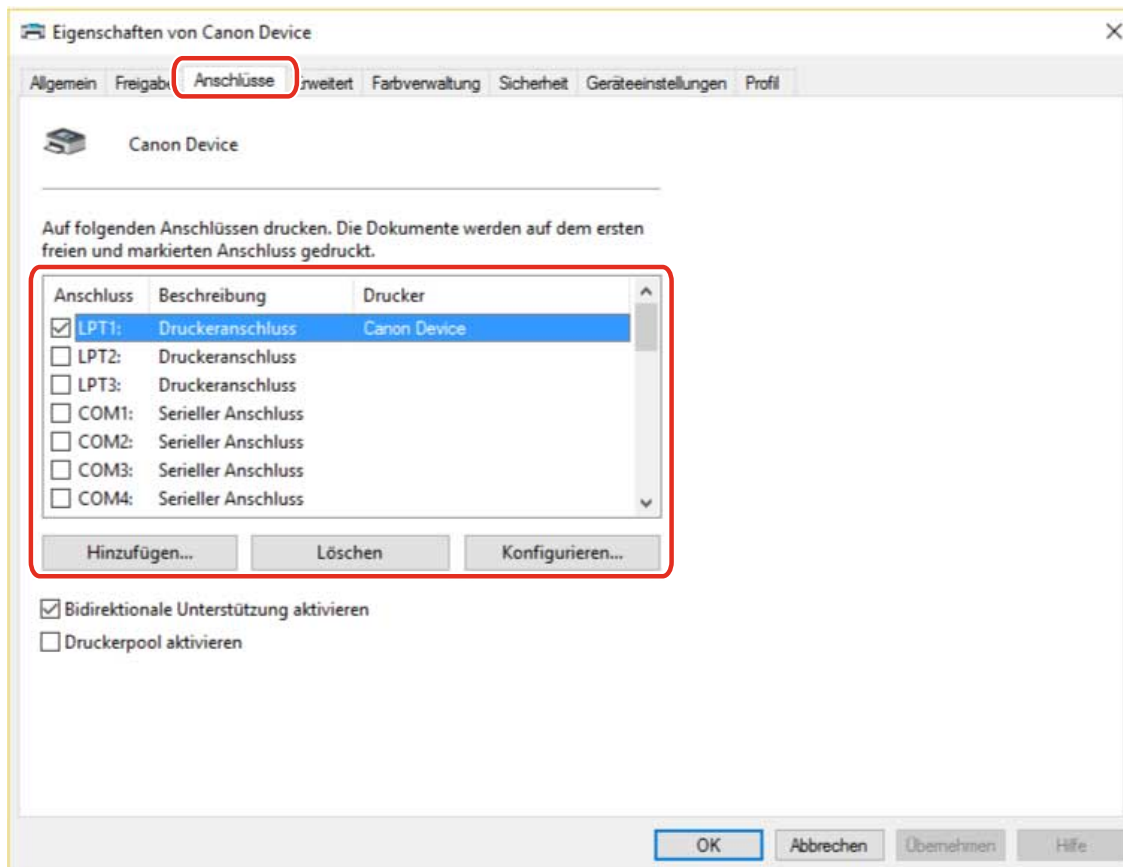 Eigenschaften von Canon Device
Allgemein Freigabe Anschlüsse rweitert Farbverwaltung Sicherheit Geräteeinstellungen Profil
Canon Device
Auf folgenden Anschlüssen drucken. Die Dokumente werden auf dem ersten
freien und markierten Anschluss gedruckt.
Anschluss Beschreibung Drucker
LPT1: Druckeranschluss Canon Device
LPT2: Druckeranschluss
LPT3: Druckeranschluss
COM1: Serieller Anschluss
COM2: Serieller Anschluss
COM3: Serieller Anschluss
COM4: Serieller Anschluss
Hinzufügen... Löschen Konfigurieren...
Bidirektionale Unterstützung aktivieren
Druckerpool aktivieren
OK Abbrechen Übernehmen Hilfe